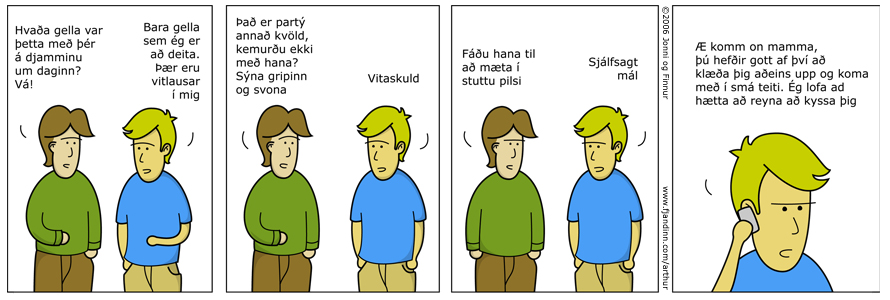 Hvaða gella var
þetta með þér
á djamminu
um daginn?
Vá!
Bara gella
sem ég er
að deita.
Þær eru
vitlausar
í mig
Það er partý
annað kvöld,
kemurðu ekki
með hana?
Sýna gripinn
og svona
Vitaskuld
Fáðu hana til
að mæta í
stuttu pilsi
Sjálfsagt
mál
©2006 Jonni og Finnur
www.fjandinn.com/arthur
Æ komm on mamma,
þú hefðir gott af því að
klæða þig aðeins upp og koma
með í smá teiti. Ég lofa ad
hætta að reyna að kyssa þig